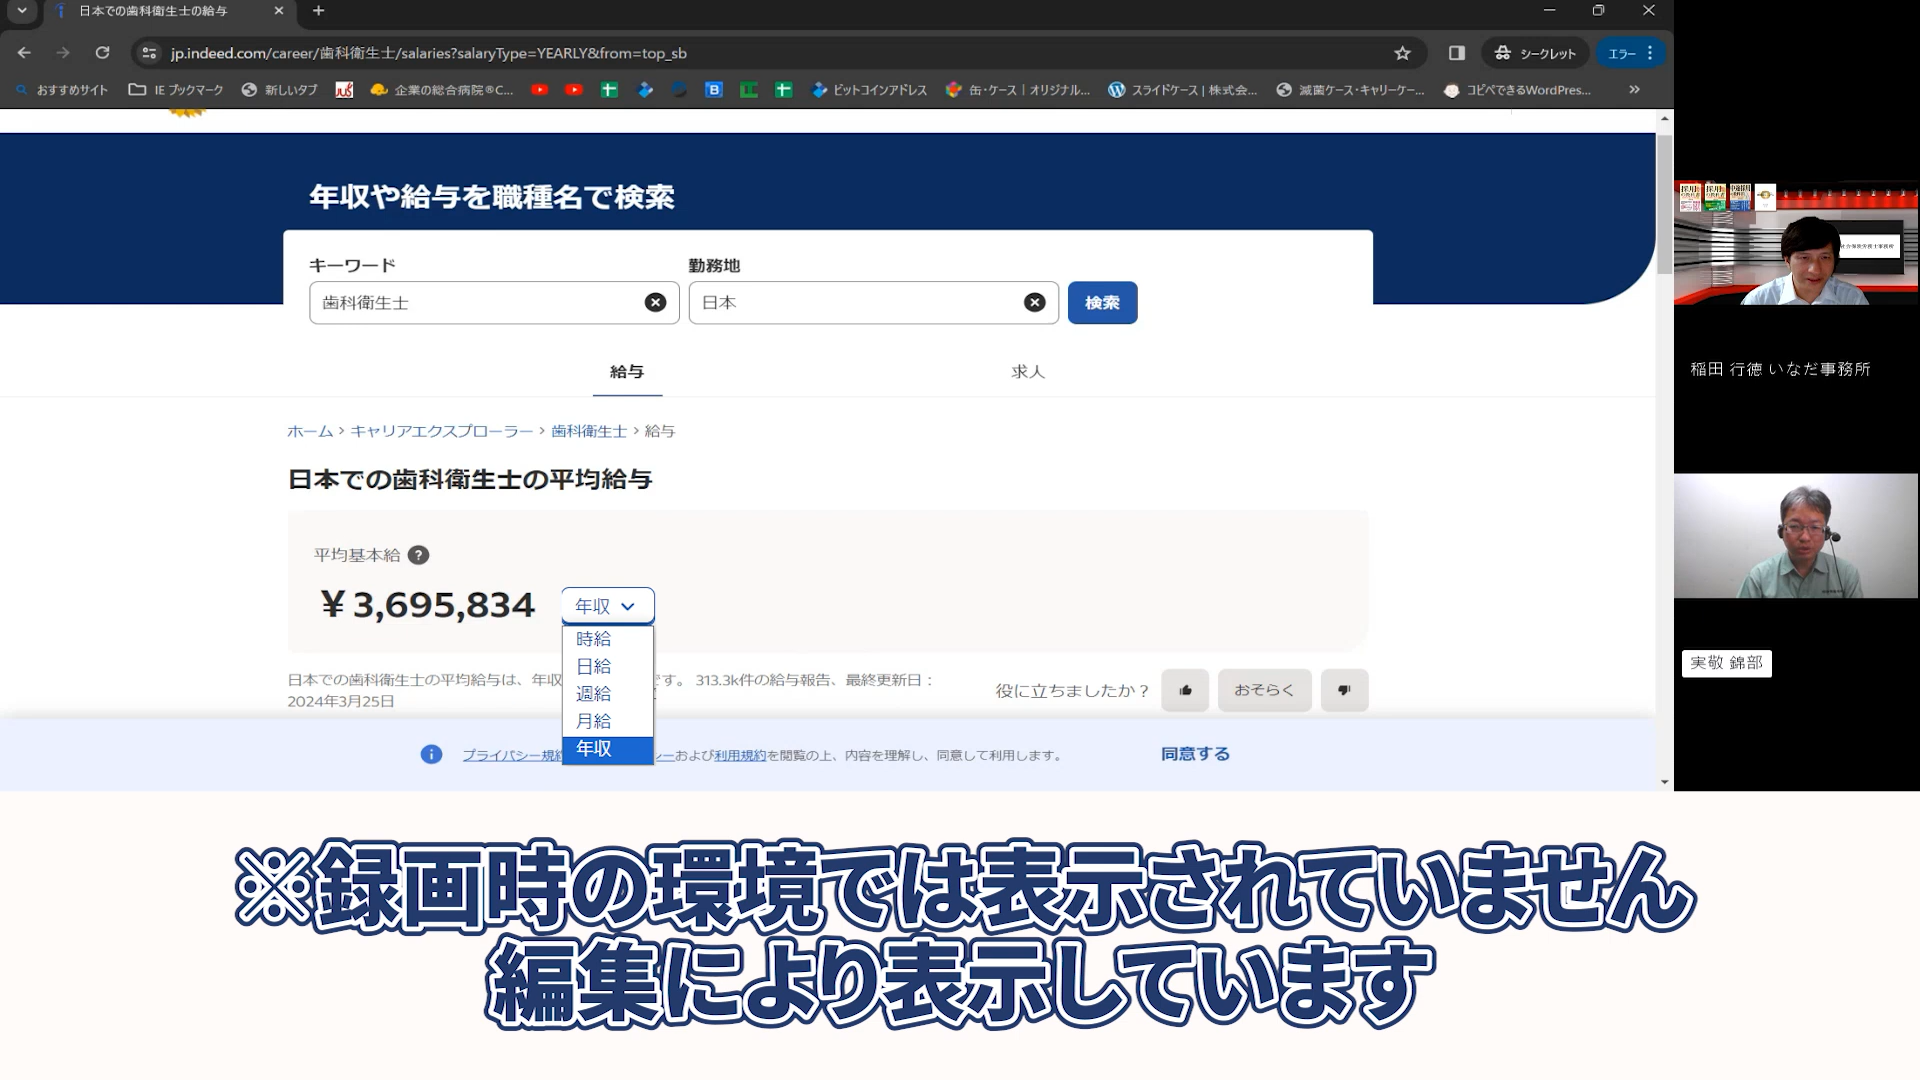 日本での歯科衛生士の給与
jp.indeed.com/career/歯科衛生士/salaries?salaryType=YEARLY&from=top_sb
シークレット
エラー
おすすめサイト
IE ブックマーク
新しいタブ
企業の総合病院®C...
ビットコインアドレス
缶・ケース | オリジナル...
スライドケース | 株式会...
滅菌ケース・キャリーケー...
コピペできるWordPres...
年収や給与を職種名で検索
キーワード
勤務地
歯科衛生士
日本
検索
給与
求人
ホーム > キャリアエクスプローラー > 歯科衛生士 > 給与
日本での歯科衛生士の平均給与
平均基本給
¥ 3,695,834
年収
時給
日給
週給
月給
年収
日本での歯科衛生士の平均給与は、年収 です。 313.3k件の給与報告、最終更新日：
2024年3月25日
役に立ちましたか？
おそらく
プライバシー規約 シーおよび利用規約を閲覧の上、内容を理解し、同意して利用します。
同意する
稲田 行徳 いなだ事務所
実敬 錦部
※録画時の環境では表示されていません
編集により表示しています